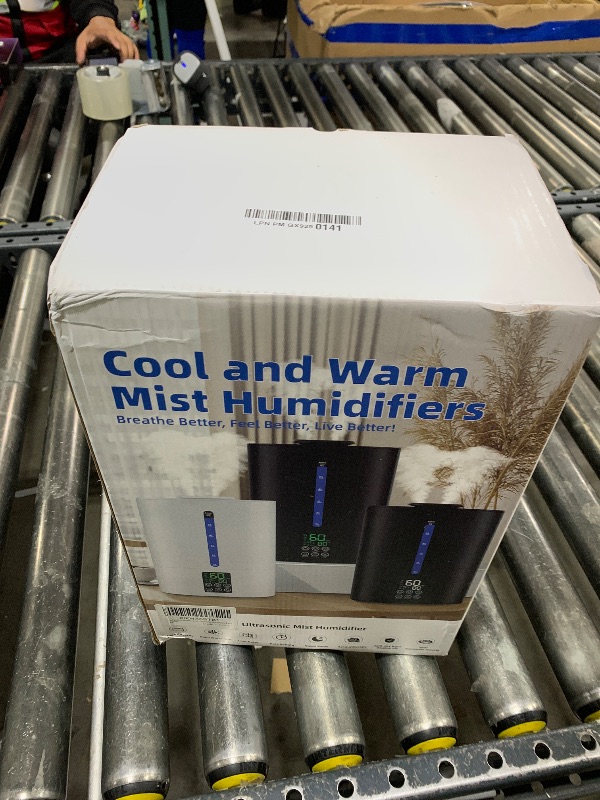 LPN PM QX928 0141
Cool and Warm
Mist Humidifiers
Breathe Better, Feel Better, Live Better!
60
60
60
Ultrasonic Mist Humidifier